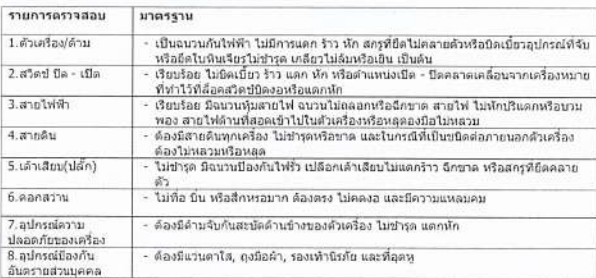 รายการตรวจสอบ
มาตรฐาน
1.ตัวเครื่อง/ด้าม
- เป็นฉนวนกันไฟฟ้า ไม่มีการแตก ร้าว หัก สกรูที่ยึดไม่คลายตัวหรือบิดเบี้ยวอุปกรณ์ที่จับ
หรือยึดใบหินเจียรไม่ชำรุด เกลียวไม่ล้มหรือเยิน เป็นต้น
2.สวิตช์ ปิด - เปิด
- เรียบร้อย ไม่บิดเบี้ยว ร้าว แตก หัก หรือตำแหน่งเปิด - ปิดคลาดเคลื่อนจากเครื่องหมาย
ที่ทำไว้ที่ล็อคสวิตช์บิดงอหรือแตกหัก
3.สายไฟฟ้า
- เรียบร้อย มีฉนวนหุ้มสายไฟ ฉนวนไม่ถลอกหรือฉีกขาด สายไฟ ไม่หักปริแตกหรือบวม
พอง สายไฟด้านที่สอดเข้าไปในตัวเครื่องหรือหลุดองมือไม่หลวม
4.สายดิน
- ต้องมีสายดินทุกเครื่อง ไม่ชำรุดหรือขาด และในกรณีที่เป็นชนิดต่อภายนอกตัวเครื่อง
ต้องไม่หลวมหรือหลุด
5.เต้าเสียบ(ปลั๊ก)
- ไม่ชำรุด มีฉนวนป้องกันไฟรั่ว เปลือกเต้าเสียบไม่แตกร้าว ฉีกขาด หรือสกรูที่ยึดคลาย
ตัว
6.ดอกสว่าน
- ไม่ทื่อ บิ่น หรือสึกหรอมาก ต้องตรง ไม่คดงอ และมีความแหลมคม
7.อุปกรณ์ความ
ปลอดภัยของเครื่อง
- ต้องมีด้ามจับกันสะบัดด้านข้างของตัวเครื่อง ไม่ชำรุด แตกหัก
8.อุปกรณ์ป้องกัน
อันตรายส่วนบุคคล
- ต้องมีแว่นตาใส, ถุงมือผ้า, รองเท้านิรภัย และที่อุดหู